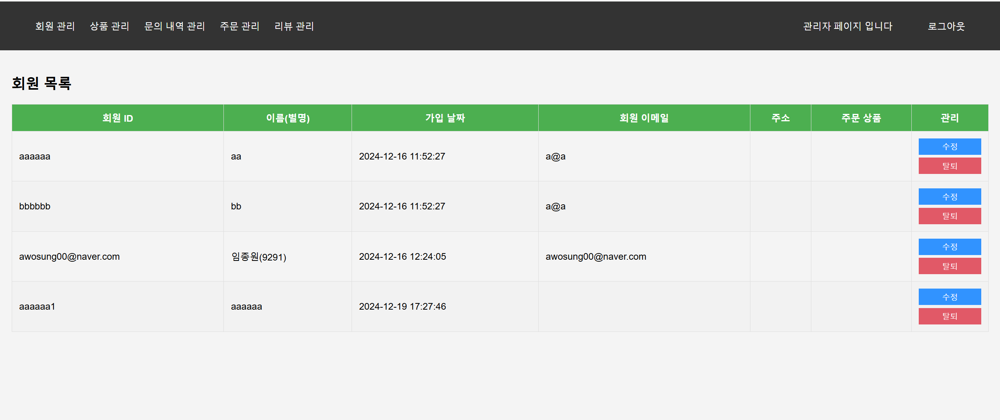 회원 관리 상품 관리 문의 내역 관리 주문 관리 리뷰 관리 관리자 페이지 입니다 로그아웃
회원 목록
회원 ID 이름(별명) 가입 날짜 회원 이메일 주소 주문 상품 관리
aaaaaa aa 2024-12-16 11:52:27 a@a
수정
탈퇴
bbbbbb bb 2024-12-16 11:52:27 a@a
수정
탈퇴
awosung00@naver.com 임종원(9291) 2024-12-16 12:24:05 awosung00@naver.com
수정
탈퇴
aaaaaa1 aaaaaa 2024-12-19 17:27:46
수정
탈퇴